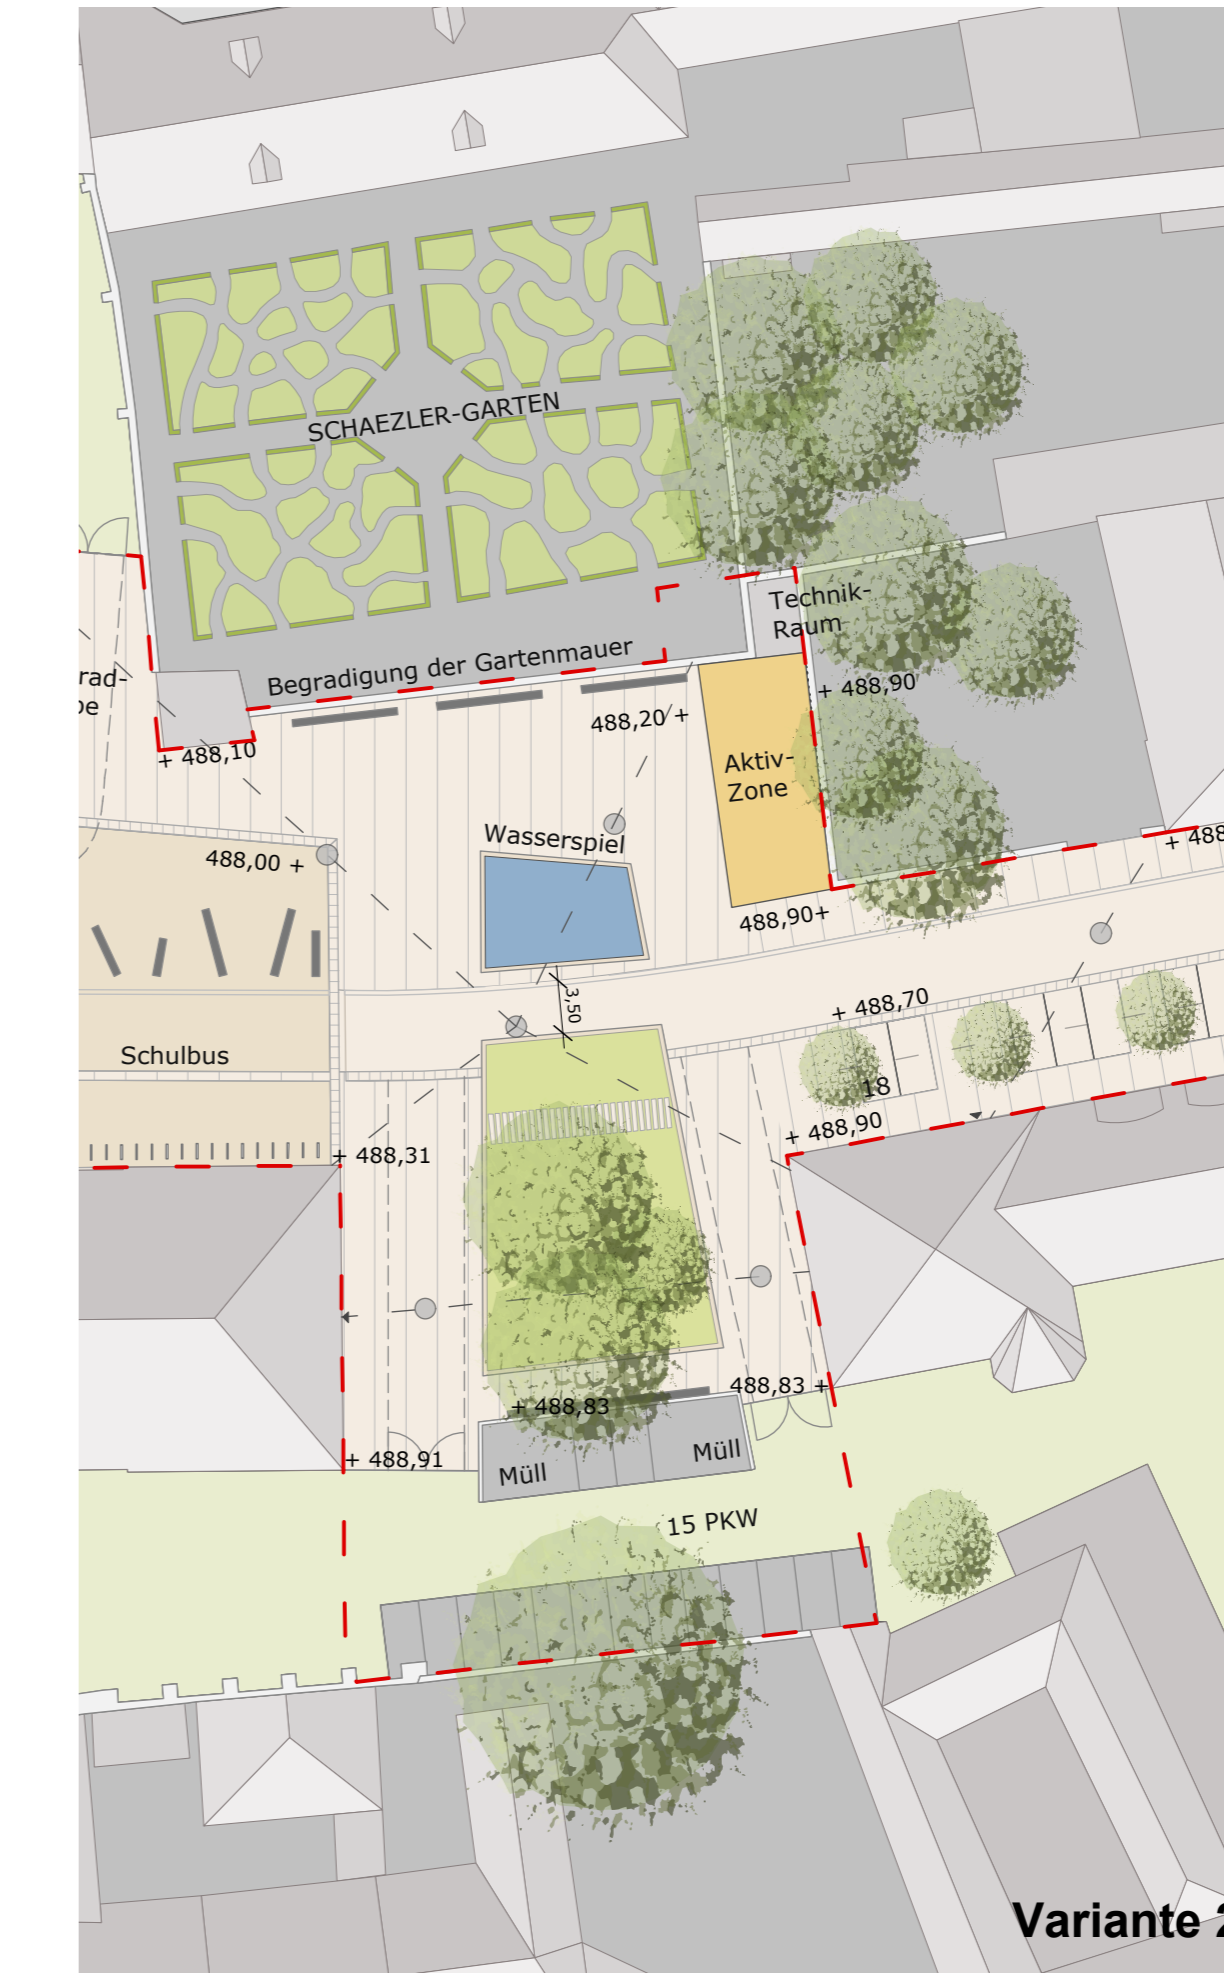 SCHAEZLER-GARTEN
Technik-
Raum
Begradigung der Gartenmauer
rad-
be
+ 488,90
488,20 +
+ 488,10
Aktiv-
Zone
Wasserspiel
+ 488
488,00 +
488,90+
3,50
+ 488,70
Schulbus
18
+ 488,90
+ 488,31
488,83 +
+ 488,83
+ 488,91
Müll
Müll
15 PKW
Variante 2